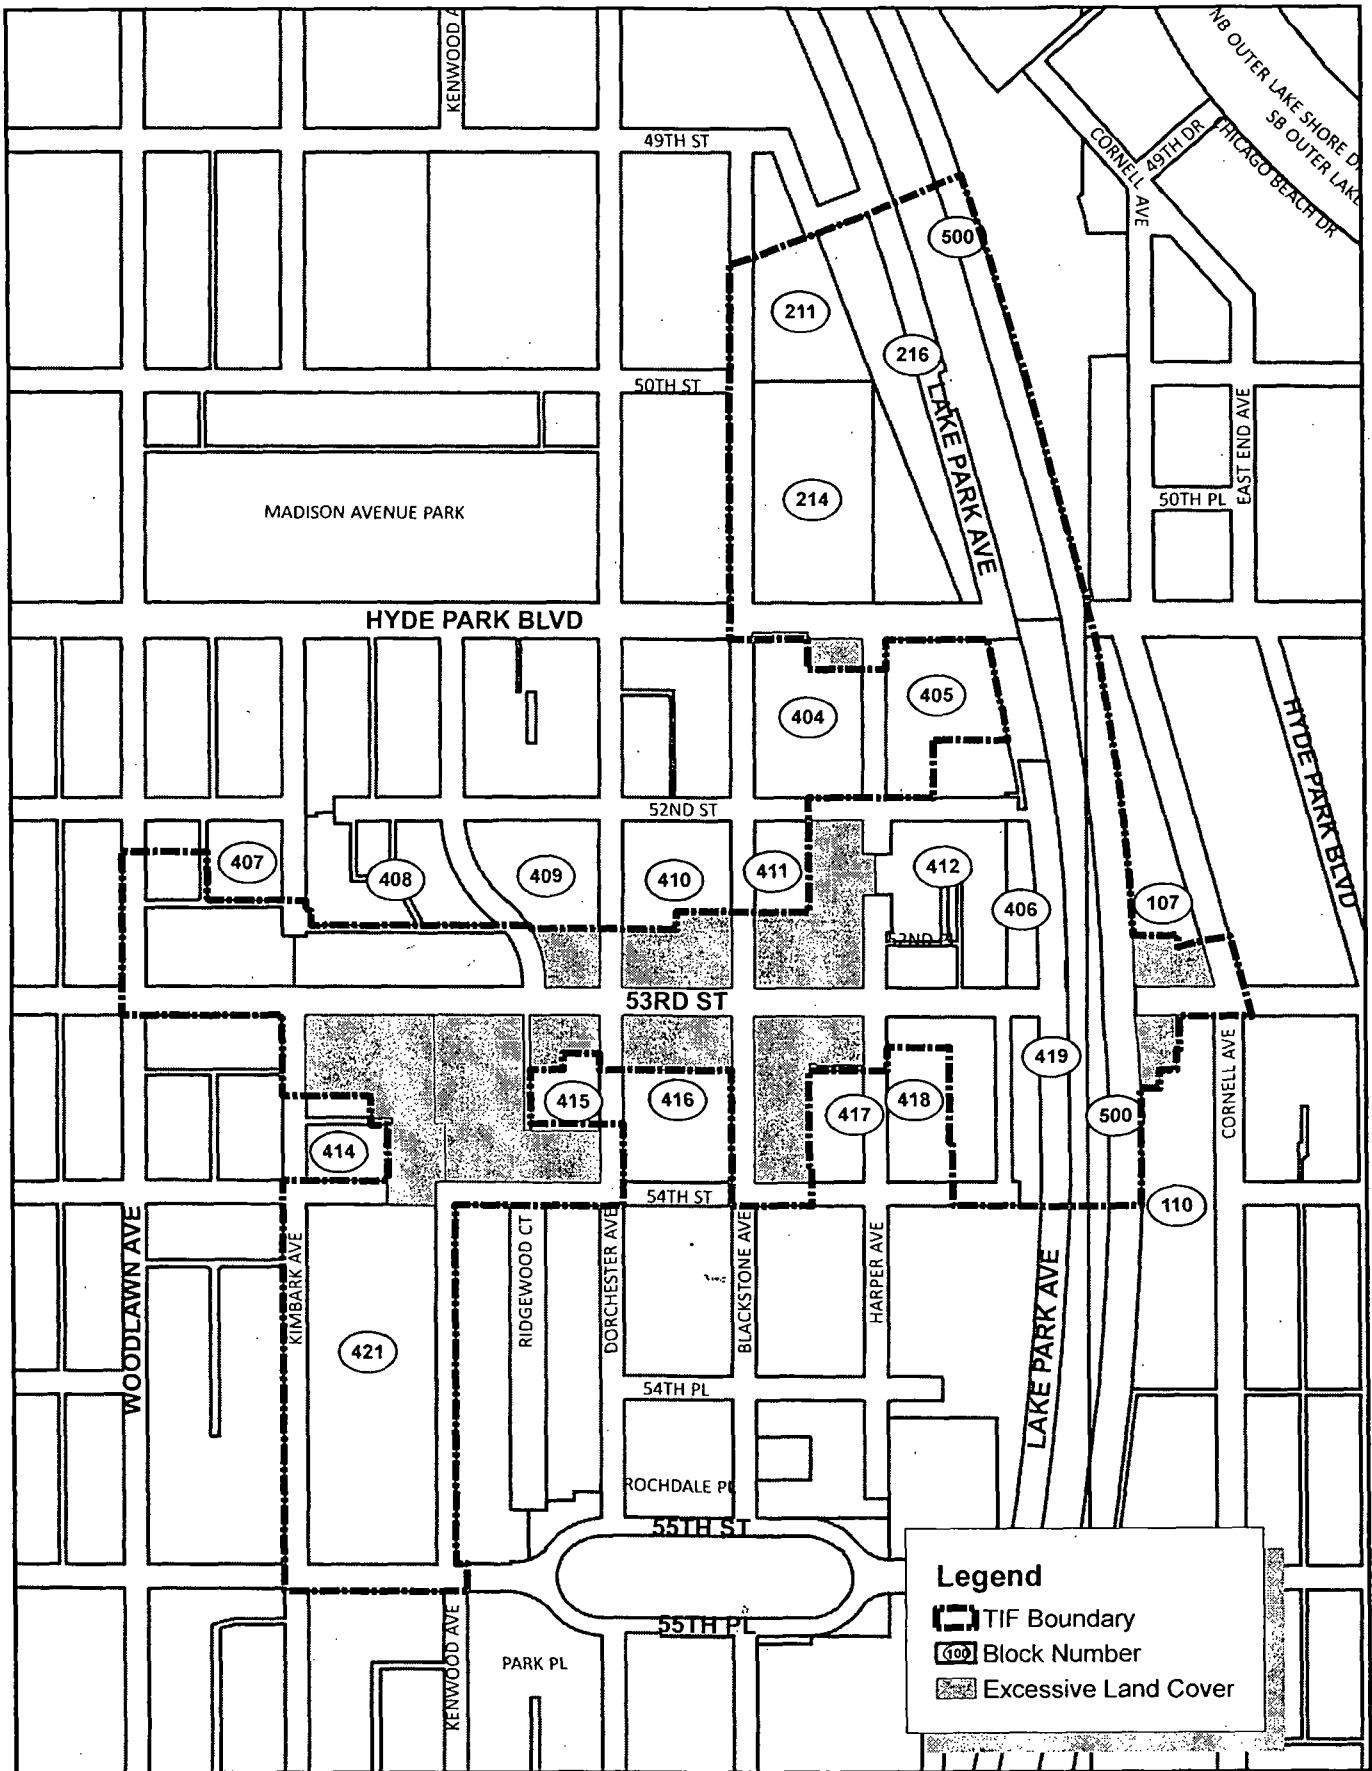 KENWOOD A
NB OUTER LAKE SHORE D
SB OUTER LAKE
49TH ST
CORNELL AVE
49TH DR
CHICAGO BEACH DR
500
211
216
50TH ST
LAKE PARK AVE
EAST END AVE
214
50TH PL
MADISON AVENUE PARK
HYDE PARK BLVD
405
404
HYDE PARK BLVD
52ND ST
407
408
409
410
411
412
406
107
52ND PL
53RD ST
419
415
416
417
418
500
CORNELL AVE
414
54TH ST
110
WOODLAWN AVE
KIMBARK AVE
RIDGEWOOD CT
DORCHESTER AVE
BLACKSTONE AVE
HARPER AVE
LAKE PARK AVE
421
54TH PL
ROCHDALE PL
55TH ST
55TH PL
KENWOOD AVE
PARK PL
Legend
TIF Boundary
100 Block Number
Excessive Land Cover